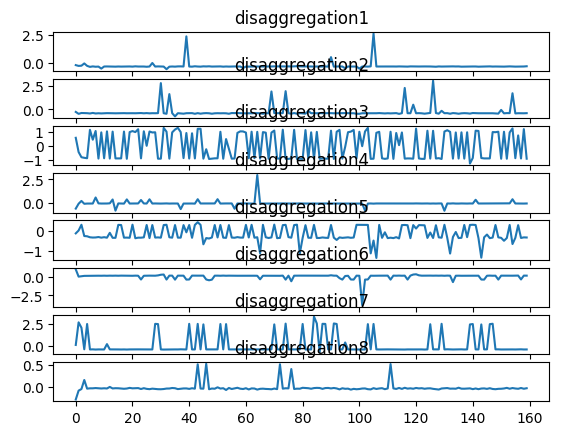 disaggregation1
2.5
0.0
disaggregation2
2.5
0.0
disaggregation3
1
0
−1
disaggregation4
2.5
0.0
disaggregation5
0
−1
disaggregation6
0.0
−2.5
disaggregation7
2.5
0.0
disaggregation8
0.5
0.0
0 20 40 60 80 100 120 140 160